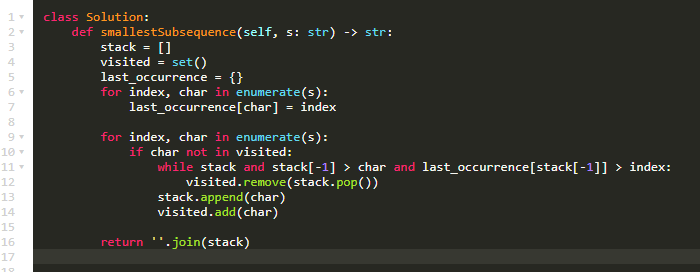 1 class Solution:
2     def smallestSubsequence(self, s: str) -> str:
3         stack = []
4         visited = set()
5         last_occurrence = {}
6         for index, char in enumerate(s):
7             last_occurrence[char] = index
8
9         for index, char in enumerate(s):
10             if char not in visited:
11                 while stack and stack[-1] > char and last_occurrence[stack[-1]] > index:
12                     visited.remove(stack.pop())
13                 stack.append(char)
14                 visited.add(char)
15
16         return ''.join(stack)
17
18